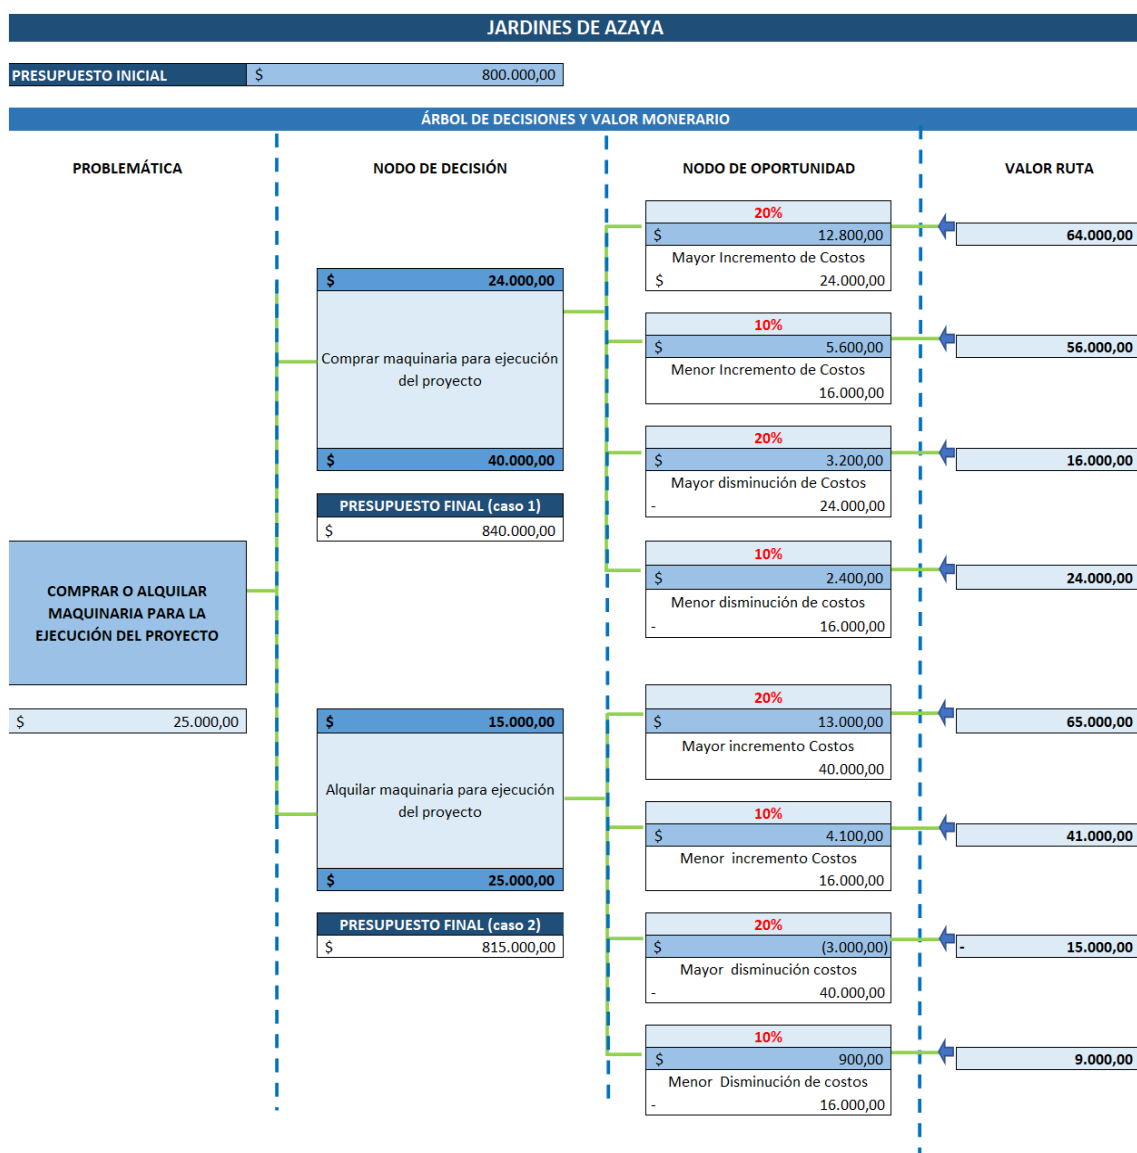 JARDINES DE AZAYA
PRESUPUESTO INICIAL $ 800.000,00
ÁRBOL DE DECISIONES Y VALOR MONERARIO
PROBLEMÁTICA NODO DE DECISIÓN NODO DE OPORTUNIDAD VALOR RUTA
COMPRAR O ALQUILAR
MAQUINARIA PARA LA
EJECUCIÓN DEL PROYECTO
$ 25.000,00
$ 24.000,00
Comprar maquinaria para ejecución
del proyecto
$ 40.000,00
PRESUPUESTO FINAL (caso 1)
$ 840.000,00
20%
$ 12.800,00
Mayor Incremento de Costos
$ 24.000,00
64.000,00
10%
$ 5.600,00
Menor Incremento de Costos
16.000,00
56.000,00
20%
$ 3.200,00
Mayor disminución de Costos
- 24.000,00
16.000,00
10%
$ 2.400,00
Menor disminución de costos
- 16.000,00
24.000,00
$ 15.000,00
Alquilar maquinaria para ejecución
del proyecto
$ 25.000,00
PRESUPUESTO FINAL (caso 2)
$ 815.000,00
20%
$ 13.000,00
Mayor incremento Costos
40.000,00
65.000,00
10%
$ 4.100,00
Menor incremento Costos
16.000,00
41.000,00
20%
$ (3.000,00)
Mayor disminución costos
- 40.000,00
- 15.000,00
10%
$ 900,00
Menor Disminución de costos
- 16.000,00
9.000,00